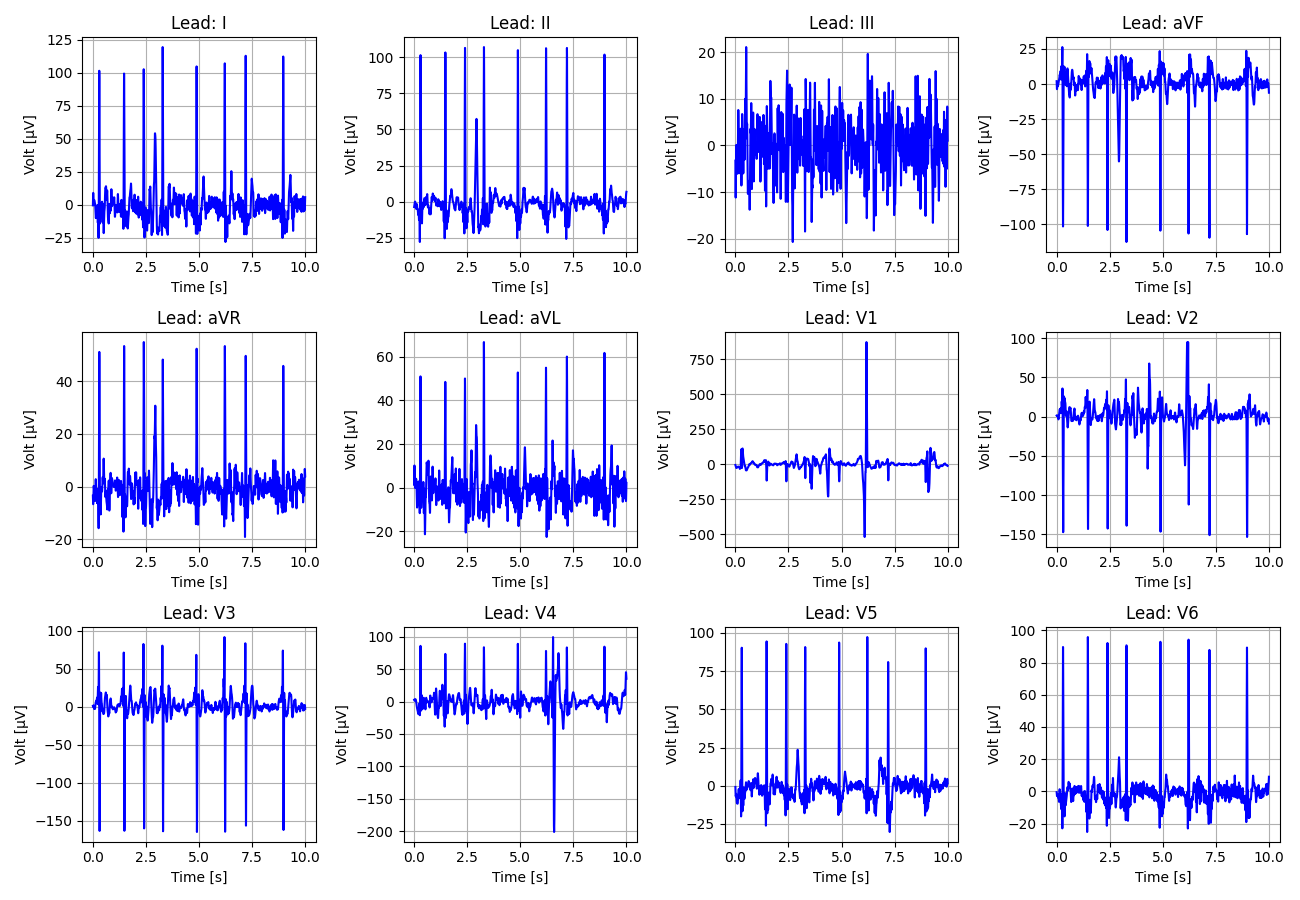 Lead: I
Lead: II
Lead: III
Lead: aVF
125
100
75
50
25
0
−25
Volt [µV]
0.0 2.5 5.0 7.5 10.0
Time [s]
100
75
50
25
0
−25
Volt [µV]
0.0 2.5 5.0 7.5 10.0
Time [s]
20
10
0
−10
−20
Volt [µV]
0.0 2.5 5.0 7.5 10.0
Time [s]
25
0
−25
−50
−75
−100
Volt [µV]
0.0 2.5 5.0 7.5 10.0
Time [s]
Lead: aVR
Lead: aVL
Lead: V1
Lead: V2
40
20
0
−20
Volt [µV]
0.0 2.5 5.0 7.5 10.0
Time [s]
60
40
20
0
−20
Volt [µV]
0.0 2.5 5.0 7.5 10.0
Time [s]
750
500
250
0
−250
−500
Volt [µV]
0.0 2.5 5.0 7.5 10.0
Time [s]
100
50
0
−50
−100
−150
Volt [µV]
0.0 2.5 5.0 7.5 10.0
Time [s]
Lead: V3
Lead: V4
Lead: V5
Lead: V6
100
50
0
−50
−100
−150
Volt [µV]
0.0 2.5 5.0 7.5 10.0
Time [s]
100
50
0
−50
−100
−150
−200
Volt [µV]
0.0 2.5 5.0 7.5 10.0
Time [s]
100
75
50
25
0
−25
Volt [µV]
0.0 2.5 5.0 7.5 10.0
Time [s]
100
80
60
40
20
0
−20
Volt [µV]
0.0 2.5 5.0 7.5 10.0
Time [s]